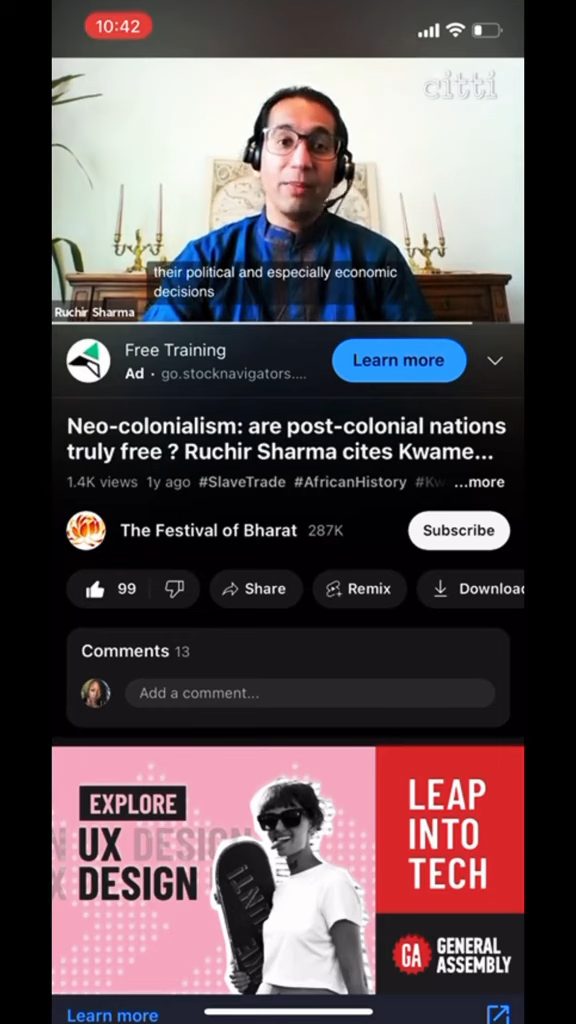 10:42
citti
their political and especially economic
decisions
Ruchir Sharma
Free Training
Ad · go.stocknavigators....
Learn more
Neo-colonialism: are post-colonial nations
truly free ? Ruchir Sharma cites Kwame...
1.4K views 1y ago #SlaveTrade #AfricanHistory #Kw ...more
The Festival of Bharat 287K
Subscribe
99
Share
Remix
Download
Comments 13
Add a comment...
EXPLORE
UX DESIGN
DESIGN
LEAP
INTO
TECH
GA GENERAL
ASSEMBLY
Learn more